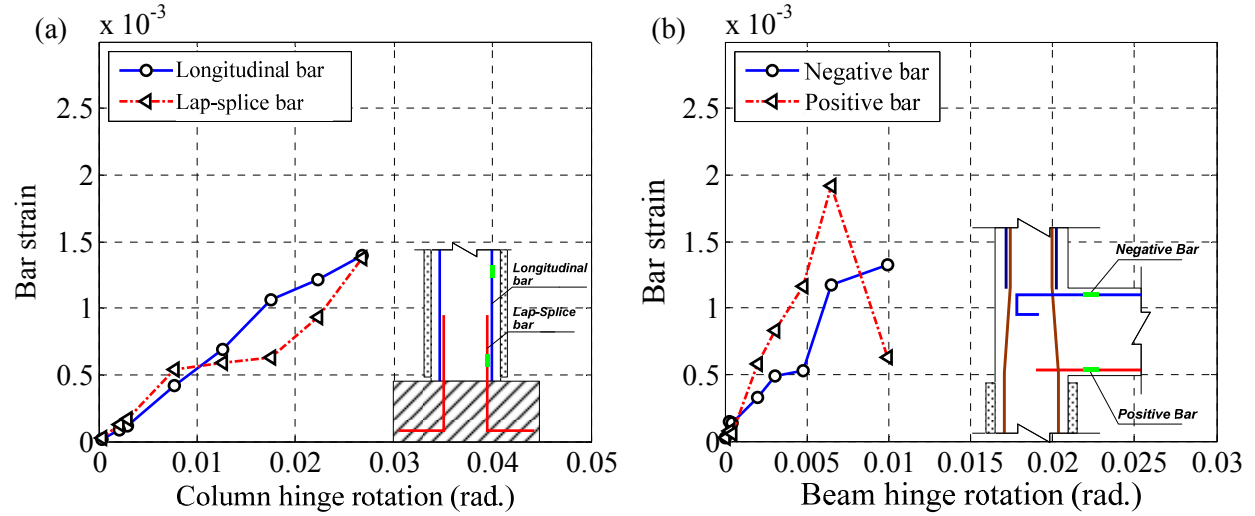 (a)
x 10-3
3
2.5
2
1.5
1
0.5
0
0
0.01
0.02
0.03
0.04
0.05
Bar strain
Column hinge rotation (rad.)
Longitudinal bar
Lap-splice bar
Longitudinal
bar
Lap-Splice
bar
(b)
x 10-3
3
2.5
2
1.5
1
0.5
0
0
0.005
0.01
0.015
0.02
0.025
0.03
Bar strain
Beam hinge rotation (rad.)
Negative bar
Positive bar
Negative Bar
Positive Bar